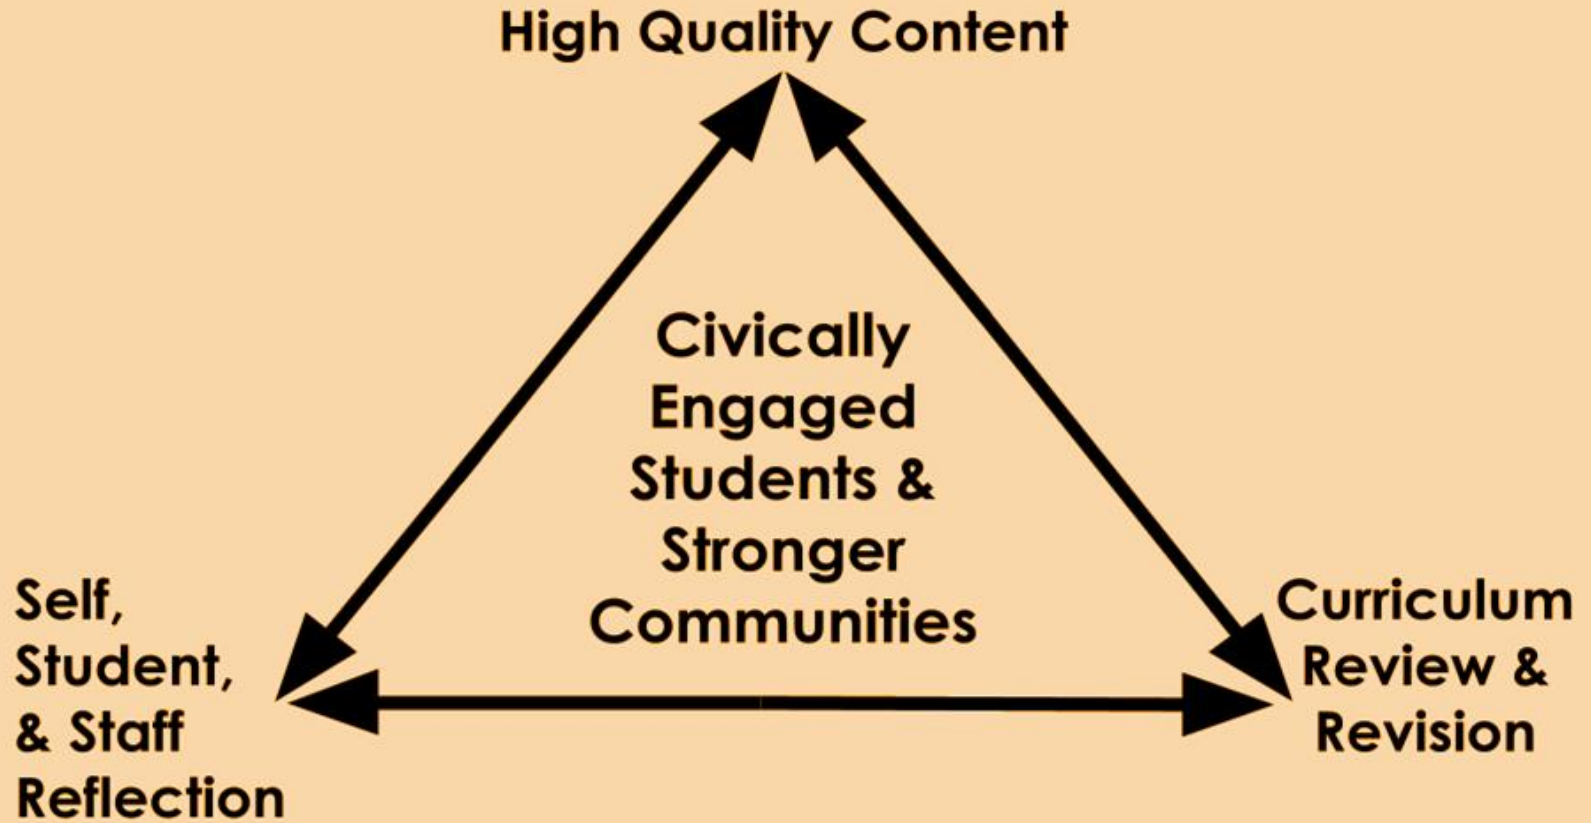 High Quality Content
Civically
Engaged
Students &
Stronger
Communities
Self,
Student,
& Staff
Reflection
Curriculum
Review &
Revision